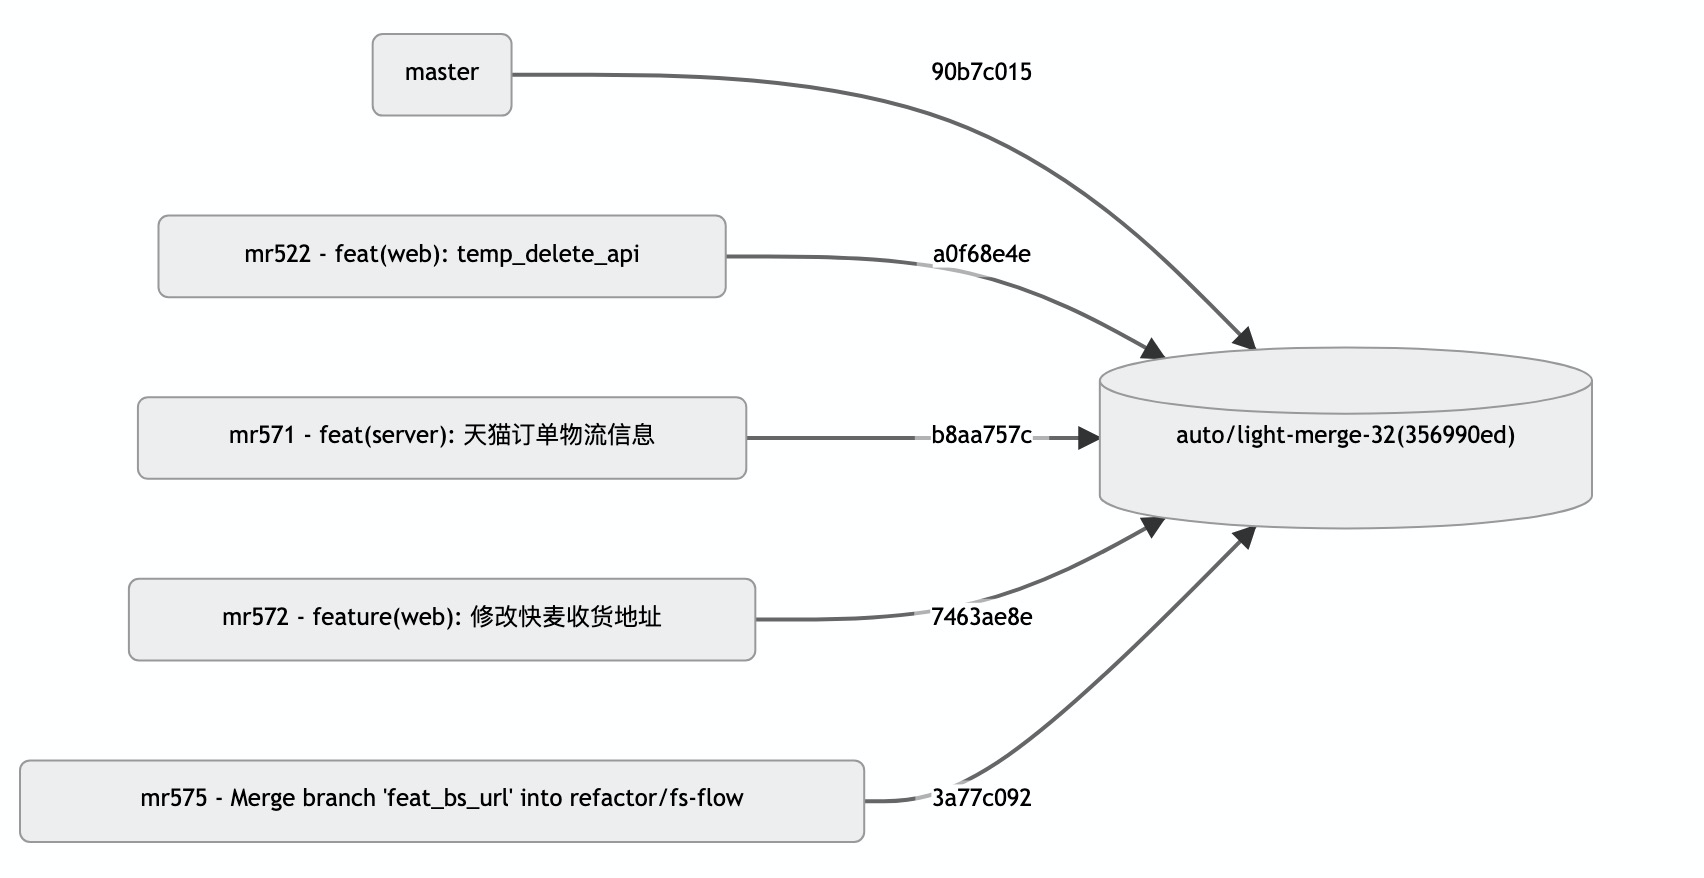 master
90b7c015
mr522 - feat(web): temp_delete_api
a0f68e4e
mr571 - feat(server): 天猫订单物流信息
b8aa757c
auto/light-merge-32(356990ed)
mr572 - feature(web): 修改快麦收货地址
7463ae8e
mr575 - Merge branch 'feat_bs_url' into refactor/fs-flow
3a77c092